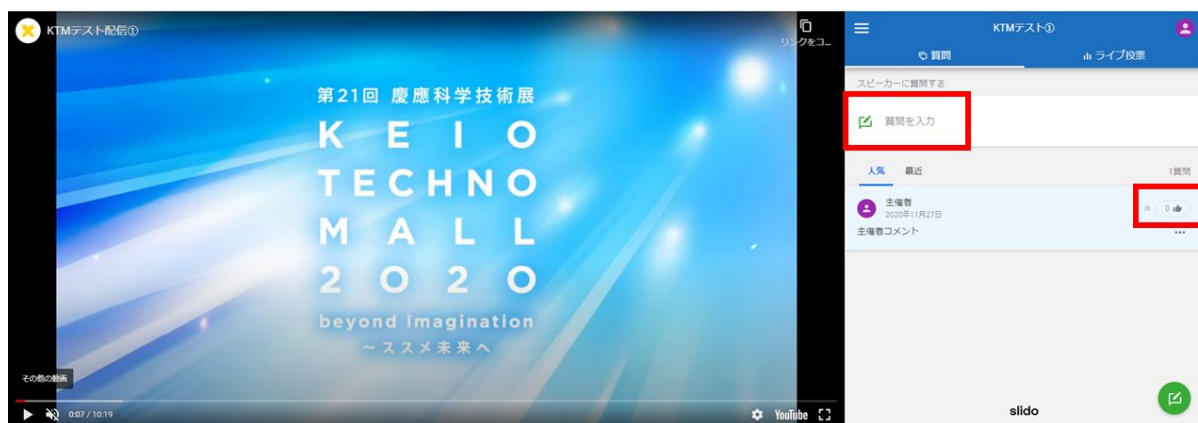 KTMテスト配信①
リンクをコ...
第21回 慶應科学技術展
KEIO
TECHNO
MALL
2020
beyond imagination
～ススメ未来へ
その他の動画
0:07 / 10:19
YouTube
KTMテスト①
質問
ライブ投票
スピーカーに質問する
質問を入力
人気 最近
1質問
主催者
2020年11月27日
0
主催者コメント
slido